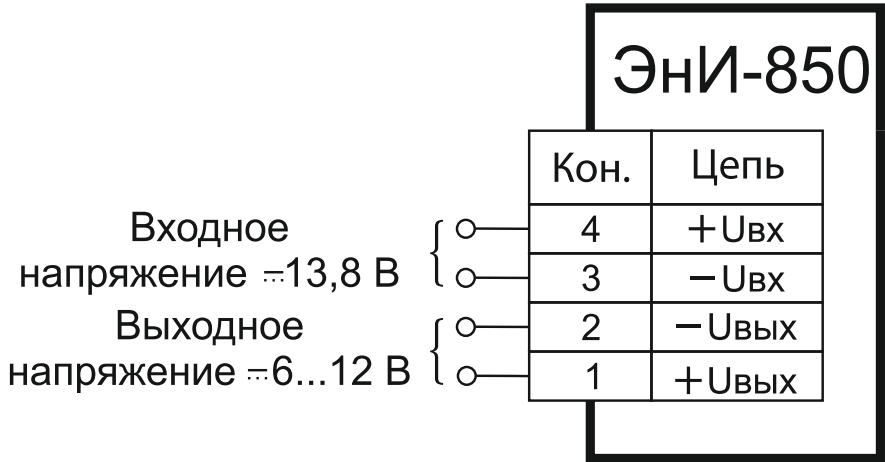 ЭнИ-850
Кон. Цепь
Входное
напряжение ⎓13,8 В
4 +Uвх
3 −Uвх
Выходное
напряжение ⎓6...12 В
2 −Uвых
1 +Uвых